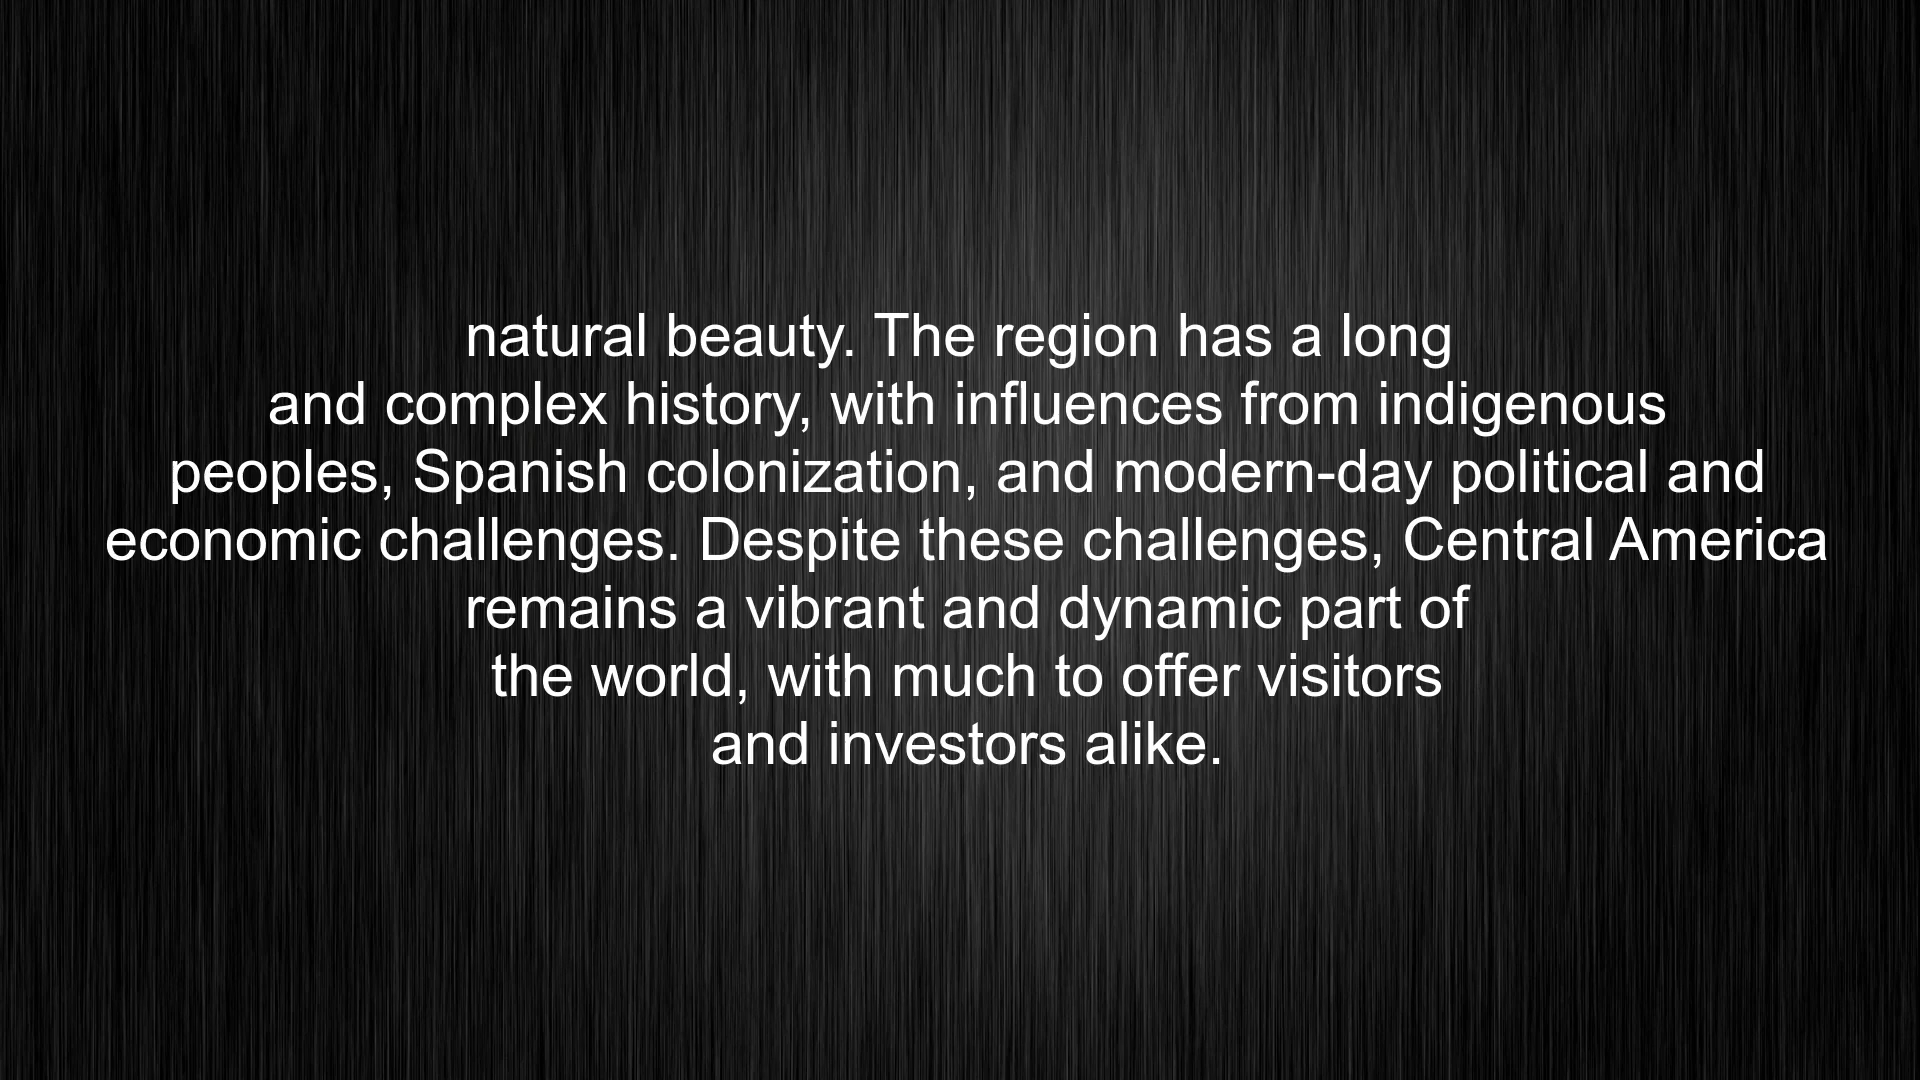 natural beauty. The region has a long
and complex history, with influences from indigenous
peoples, Spanish colonization, and modern-day political and
economic challenges. Despite these challenges, Central America
remains a vibrant and dynamic part of
the world, with much to offer visitors
and investors alike.